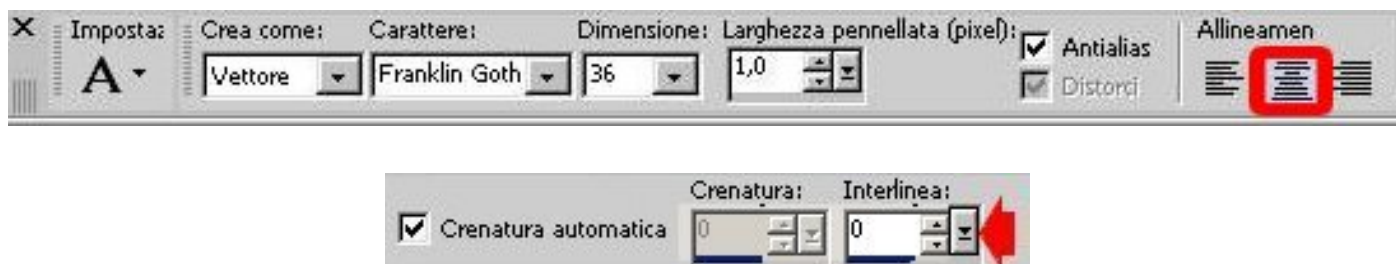 Impostaz Crea come: Carattere: Dimensione: Larghezza pennellata (pixel): Antialias Allineamen
A Vettore Franklin Goth 36 1,0 Distorci
Crenatura: Interlinea:
Crenatura automatica 0 0